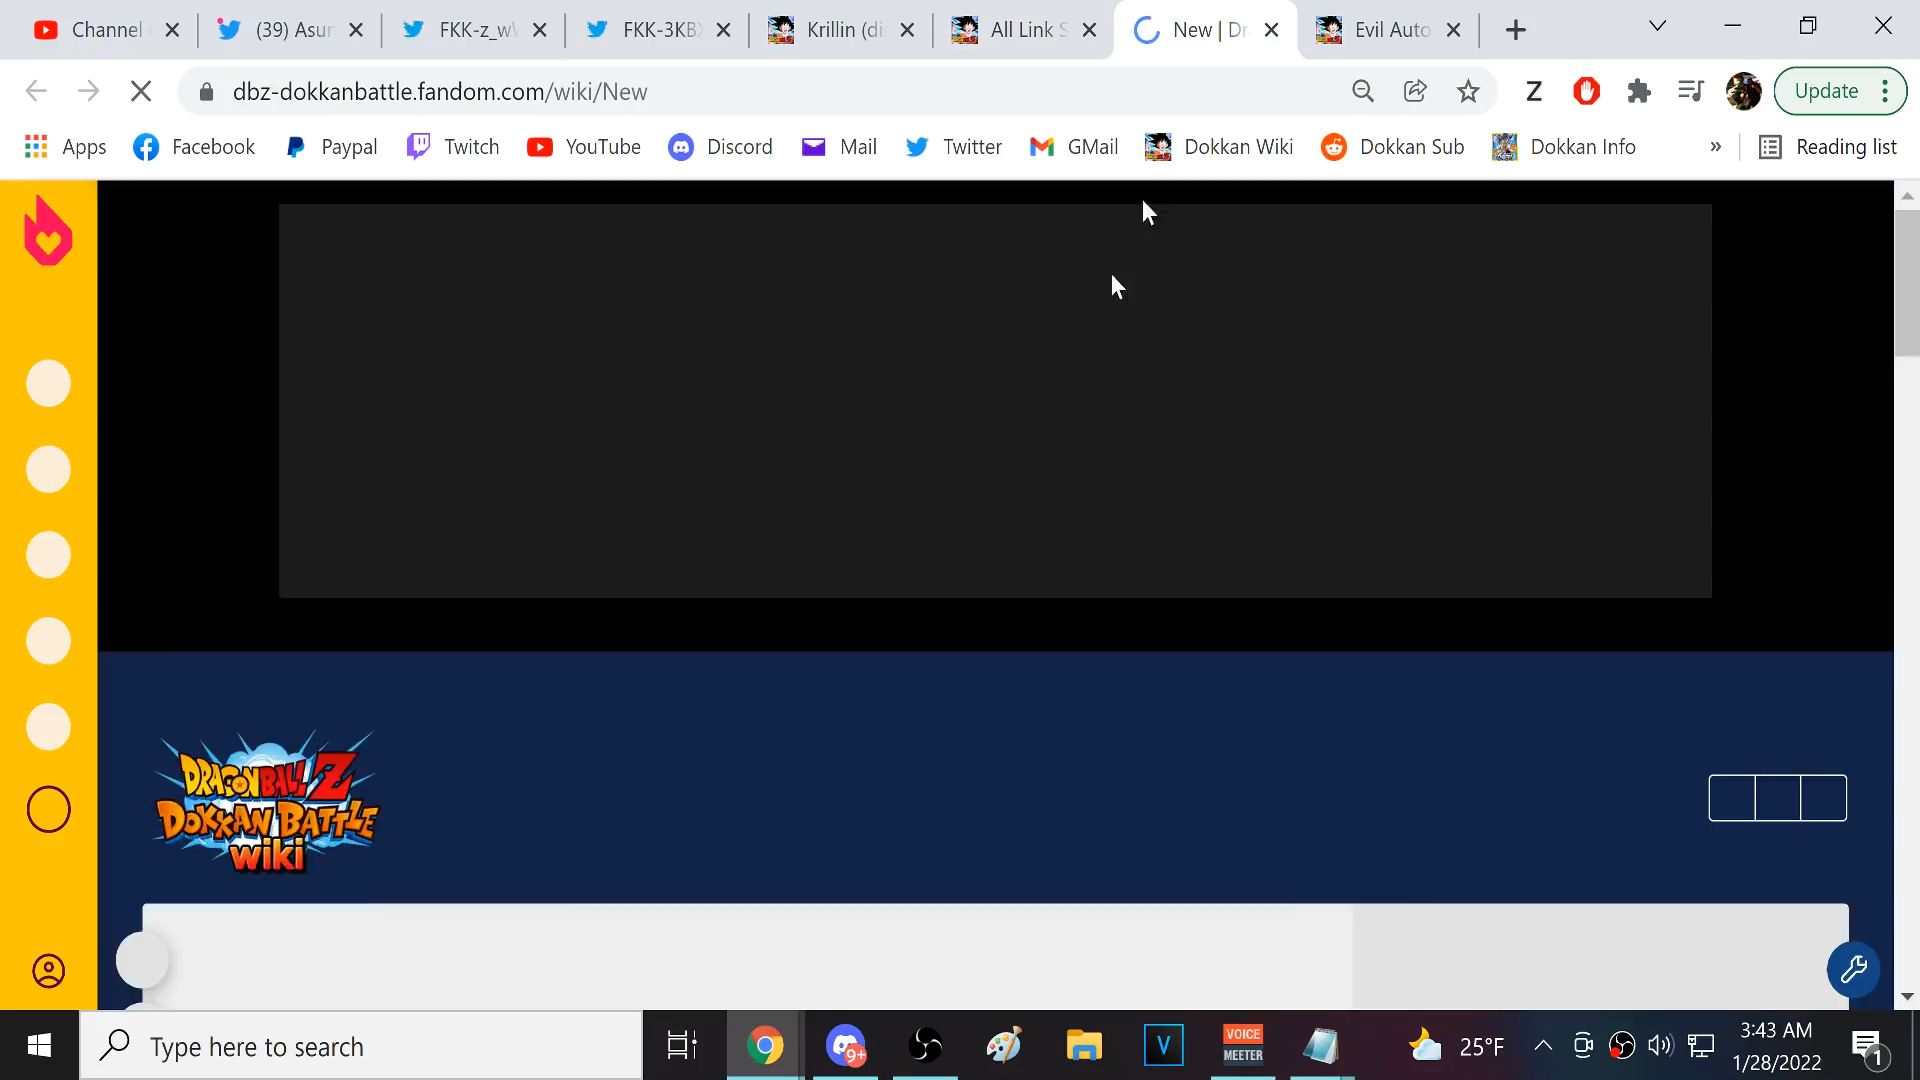 Channel
(39) Asur
FKK-z_w
FKK-3KB
Krillin (di
All Link S
New | Dr
Evil Auto
dbz-dokkanbattle.fandom.com/wiki/New
Z
Update
Apps
Facebook
Paypal
Twitch
YouTube
Discord
Mail
Twitter
GMail
Dokkan Wiki
Dokkan Sub
Dokkan Info
»
Reading list
DRAGON BALL Z
DOKKAN BATTLE
wiki
Type here to search
9+
V
VOICE
MEETER
25°F
3:43 AM
1/28/2022
1